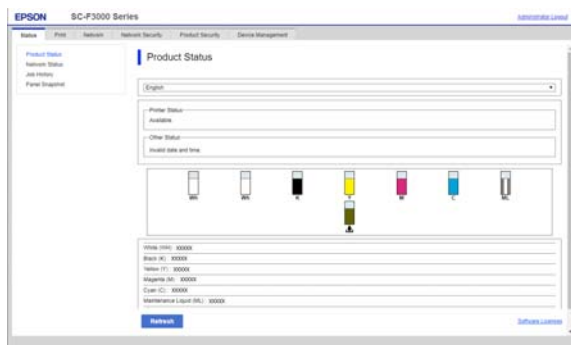 EPSON SC-F3000 Series
Administrator Logout
Status Print Network Network Security Product Security Device Management
Product Status
Network Status
Job History
Panel Snapshot
Product Status
English
Printer Status
Available
Other Status
Invalid date and time
WH WH K Y M C ML
White (WH) : XXXXX
Black (K) : XXXXX
Yellow (Y) : XXXXX
Magenta (M) : XXXXX
Cyan (C) : XXXXX
Maintenance Liquid (ML) : XXXXX
Refresh
Software Licenses